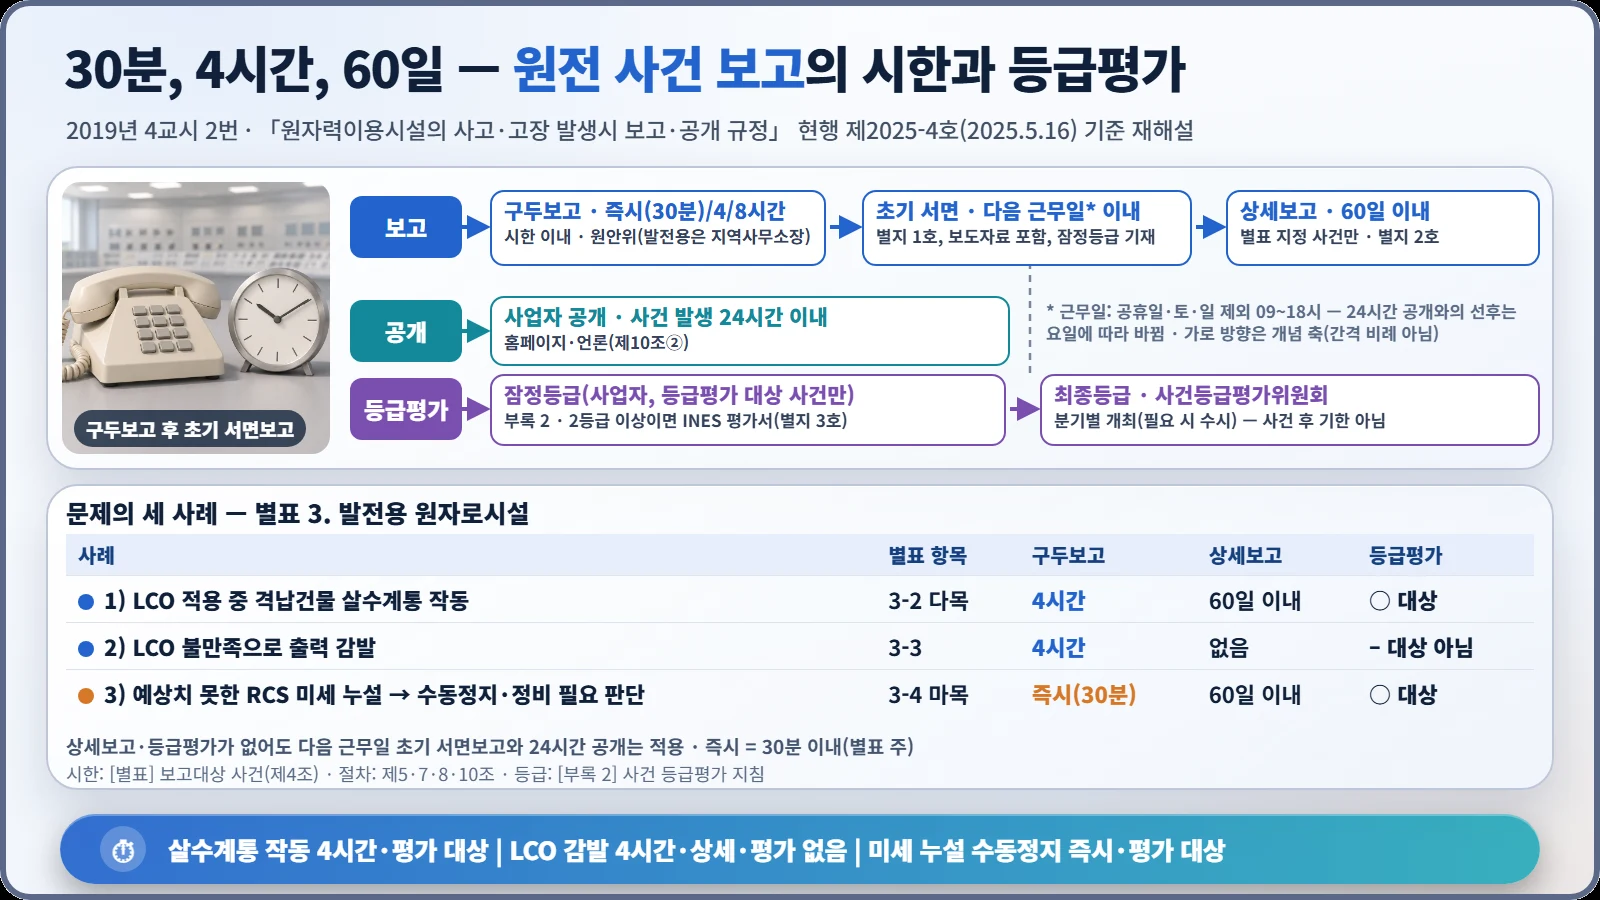 30분, 4시간, 60일 — 원전 사건 보고의 시한과 등급평가
2019년 4교시 2번 · 「원자력이용시설의 사고·고장 발생시 보고·공개 규정」 현행 제2025-4호(2025.5.16) 기준 재해설
구두보고 후 초기 서면보고
보고
구두보고 · 즉시(30분)/4/8시간
시한 이내 · 원안위(발전용은 지역사무소장)
초기 서면 · 다음 근무일* 이내
별지 1호, 보도자료 포함, 잠정등급 기재
상세보고 · 60일 이내
별표 지정 사건만 · 별지 2호
공개
사업자 공개 · 사건 발생 24시간 이내
홈페이지·언론(제10조②)
* 근무일: 공휴일·토·일 제외 09~18시 — 24시간 공개와의 선후는
요일에 따라 바뀜 · 가로 방향은 개념 축(간격 비례 아님)
등급평가
잠정등급(사업자, 등급평가 대상 사건만)
부록 2 · 2등급 이상이면 INES 평가서(별지 3호)
최종등급 · 사건등급평가위원회
분기별 개최(필요 시 수시) — 사건 후 기한 아님
문제의 세 사례 — 별표 3. 발전용 원자로시설
사례 별표 항목 구두보고 상세보고 등급평가
1) LCO 적용 중 격납건물 살수계통 작동 3-2 다목 4시간 60일 이내 ○ 대상
2) LCO 불만족으로 출력 감발 3-3 4시간 없음 – 대상 아님
3) 예상치 못한 RCS 미세 누설 → 수동정지·정비 필요 판단 3-4 마목 즉시(30분) 60일 이내 ○ 대상
상세보고·등급평가가 없어도 다음 근무일 초기 서면보고와 24시간 공개는 적용 · 즉시 = 30분 이내(별표 주)
시한: [별표] 보고대상 사건(제4조) · 절차: 제5·7·8·10조 · 등급: [부록 2] 사건 등급평가 지침
살수계통 작동 4시간·평가 대상 | LCO 감발 4시간·상세·평가 없음 | 미세 누설 수동정지 즉시·평가 대상